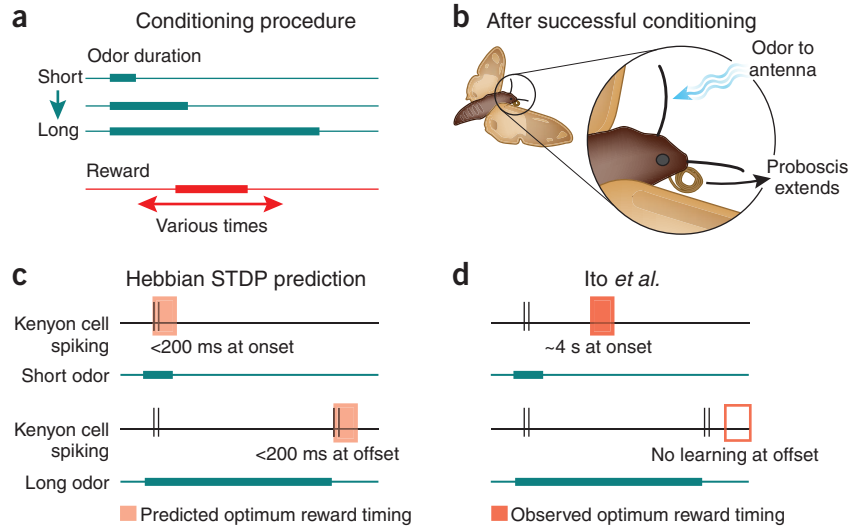 a
Conditioning procedure
Odor duration
Short
Long
Reward
Various times
b
After successful conditioning
Odor to
antenna
Proboscis
extends
c
Hebbian STDP prediction
Kenyon cell
spiking
<200 ms at onset
Short odor
Kenyon cell
spiking
<200 ms at offset
Long odor
Predicted optimum reward timing
d
Ito et al.
~4 s at onset
No learning at offset
Observed optimum reward timing